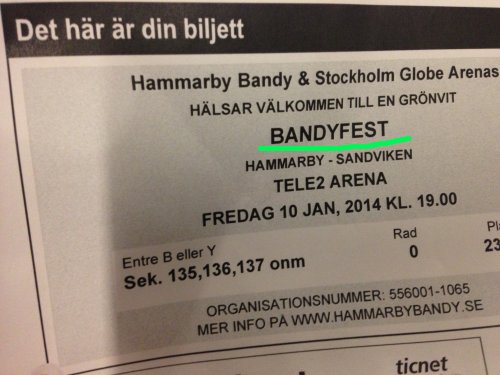 Det här är din biljett
Hammarby Bandy & Stockholm Globe Arenas
HÄLSAR VÄLKOMMEN TILL EN GRÖNVIT
BANDYFEST
HAMMARBY - SANDVIKEN
TELE2 ARENA
FREDAG 10 JAN, 2014 KL. 19.00
Entre B eller Y Rad
Sek. 135,136,137 onm 0
ORGANISATIONSNUMMER: 556001-1065
MER INFO PÅ WWW.HAMMARBYBANDY.SE
ticnet